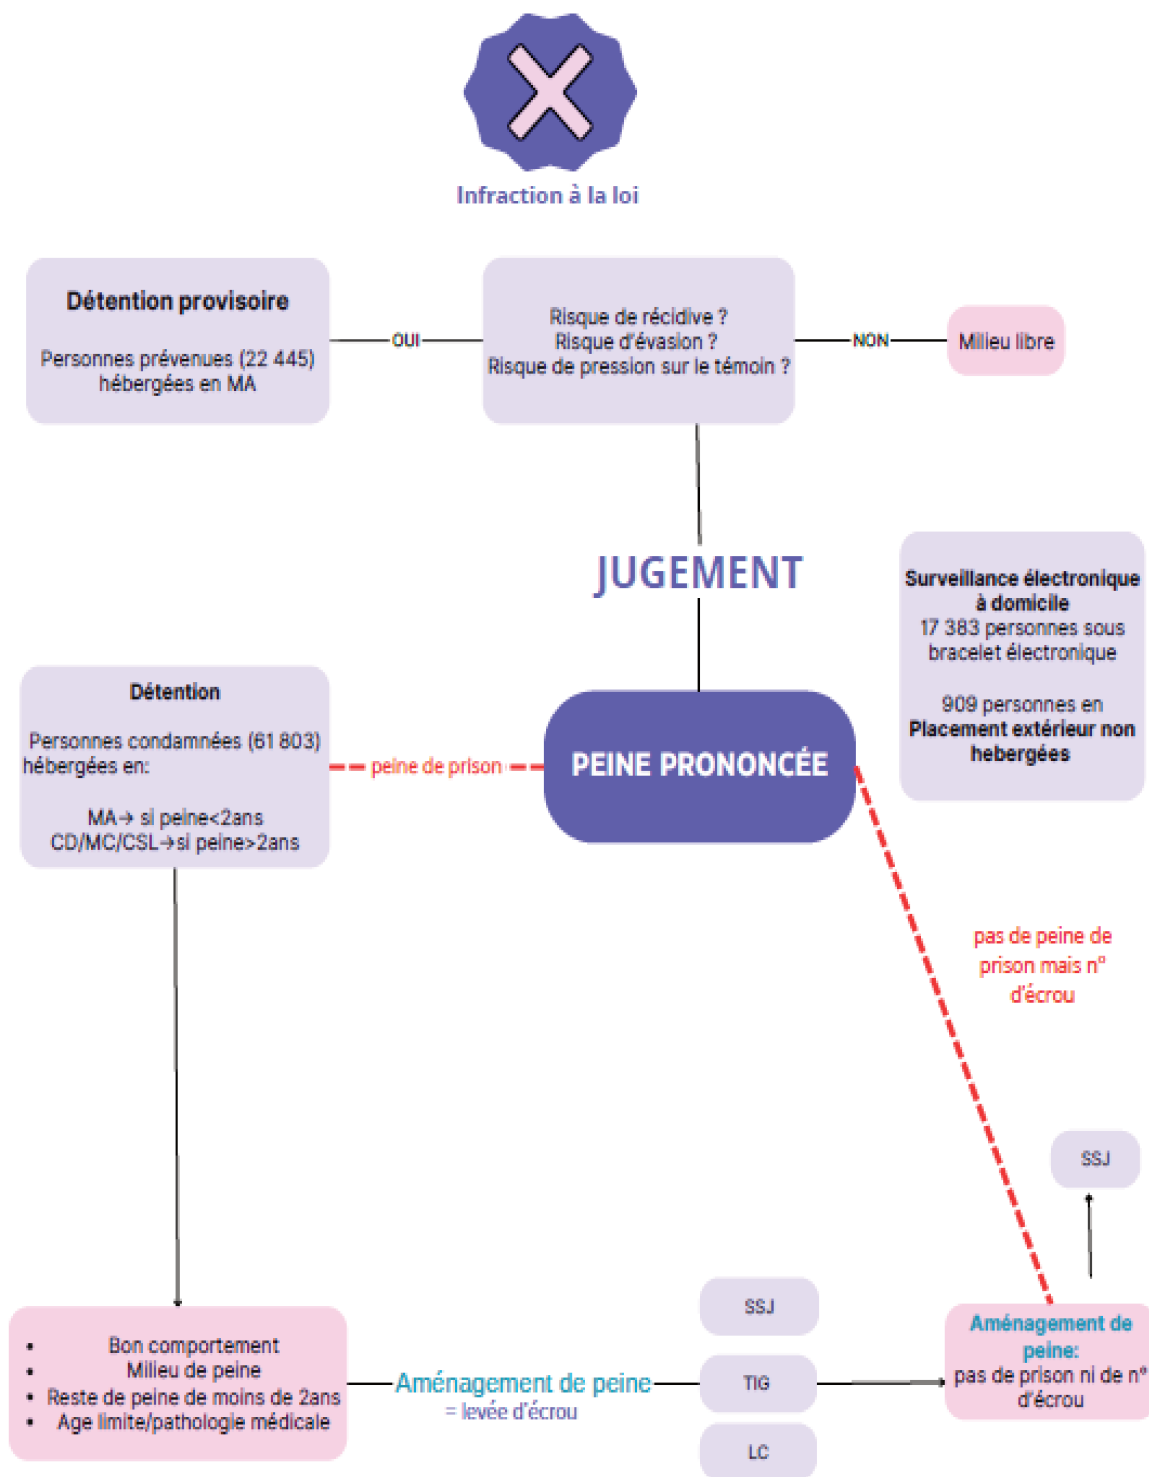 Infraction à la loi
Détention provisoire
Personnes prévenues (22 445)
hébergées en MA
OUI
Risque de récidive ?
Risque d'évasion ?
Risque de pression sur le témoin ?
NON
Milieu libre
JUGEMENT
Surveillance électronique
à domicile
17 383 personnes sous
bracelet électronique
909 personnes en
Placement extérieur non
hebergées
Détention
Personnes condamnées (61 803)
hébergées en:
MA→ si peine<2ans
CD/MC/CSL→si peine>2ans
peine de prison
PEINE PRONONCÉE
pas de peine de
prison mais n°
d'écrou
SSJ
• Bon comportement
• Milieu de peine
• Reste de peine de moins de 2ans
• Age limite/pathologie médicale
Aménagement de peine
= levée d'écrou
SSJ
TIG
LC
Aménagement de
peine:
pas de prison ni de n°
d'écrou